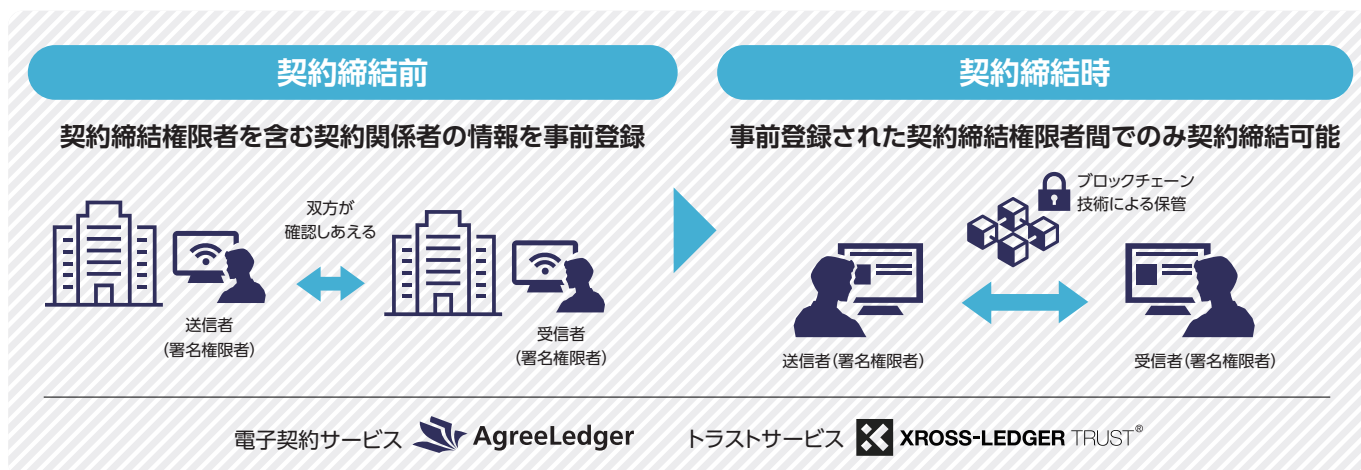 契約締結前
契約締結権限者を含む契約関係者の情報を事前登録
双方が
確認しあえる
送信者
(署名権限者)
受信者
(署名権限者)
契約締結時
事前登録された契約締結権限者間でのみ契約締結可能
ブロックチェーン
技術による保管
送信者(署名権限者)
受信者(署名権限者)
電子契約サービス AgreeLedger
トラストサービス XROSS-LEDGER TRUST®